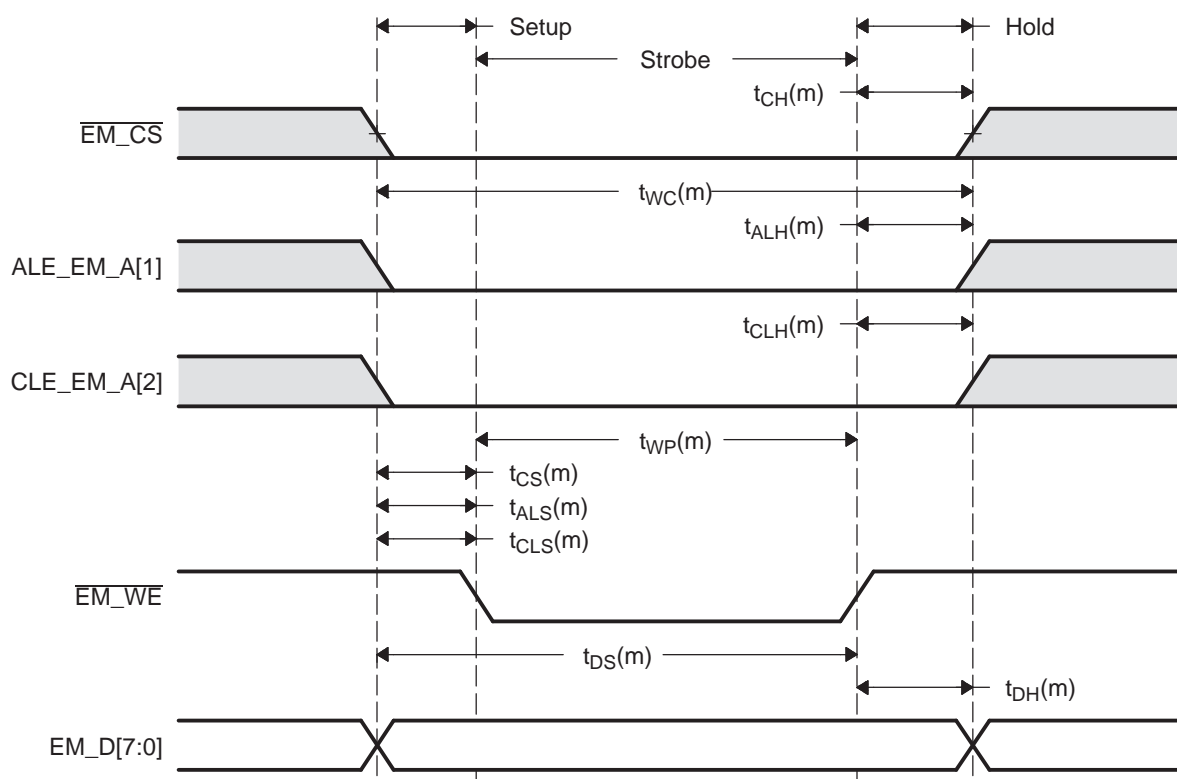 Setup
Hold
Strobe
tCH(m)
EM_CS
tWC(m)
tALH(m)
ALE_EM_A[1]
tCLH(m)
CLE_EM_A[2]
tWP(m)
tCS(m)
tALS(m)
tCLS(m)
EM_WE
tDS(m)
tDH(m)
EM_D[7:0]